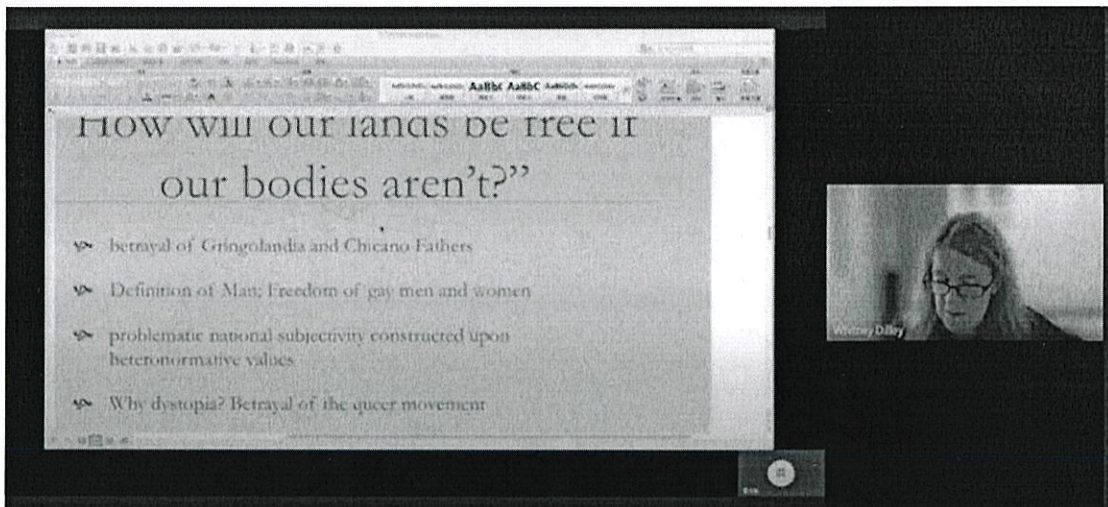 AaBbC AaBbC
How will our lands be free if
our bodies aren't?”
betrayal of Gringolandia and Chicano Fathers
Definition of Man; Freedom of gay men and women
problematic national subjectivity constructed upon
heteronormative values
Why dystopia? Betrayal of the queer movement
Whitney Dilley